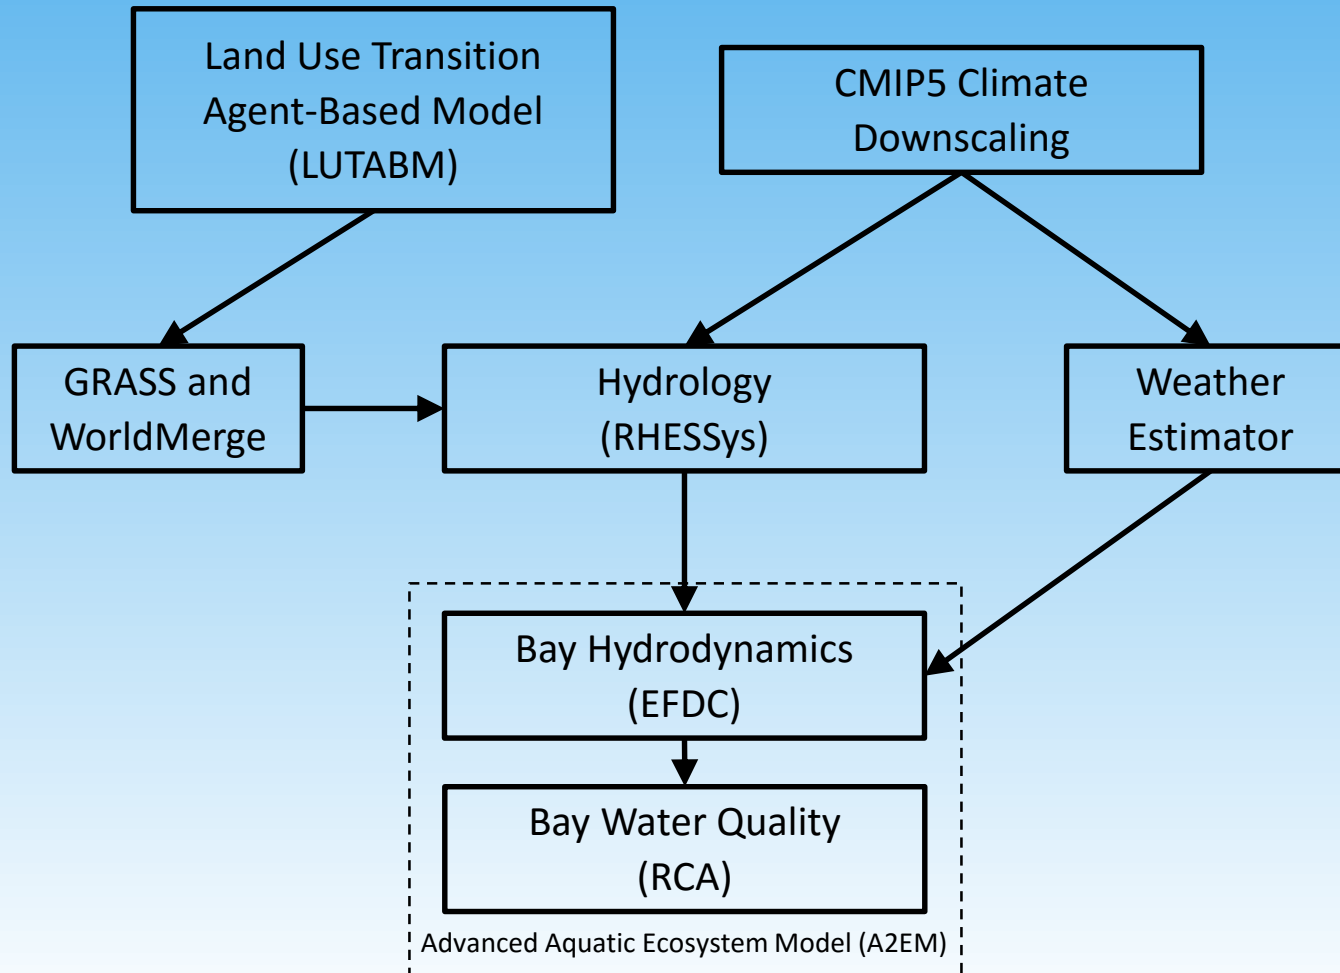 Land Use Transition
Agent-Based Model
(LUTABM)
CMIP5 Climate
Downscaling
GRASS and
WorldMerge
Hydrology
(RHESSys)
Weather
Estimator
Bay Hydrodynamics
(EFDC)
Bay Water Quality
(RCA)
Advanced Aquatic Ecosystem Model (A2EM)